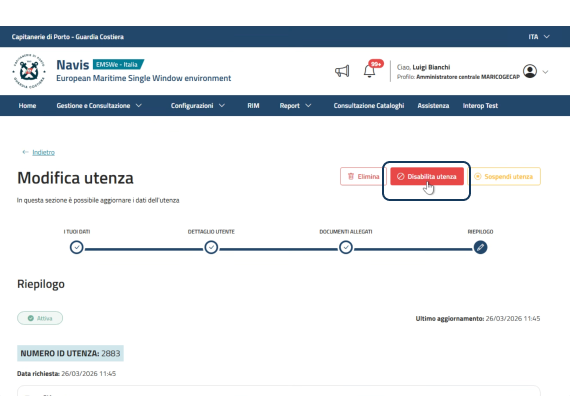 Capitanerie di Porto - Guardia Costiera
ITA
Navis EMSWe - Italia
European Maritime Single Window environment
99+
Ciao, Luigi Bianchi
Profilo: Amministratore centrale MARICOGECAP
Home Gestione e Consultazione Configurazioni RIM Report Consultazione Cataloghi Assistenza Interop Test
Indietro
Modifica utenza
Elimina Disabilita utenza Sospendi utenza
In questa sezione è possibile aggiornare i dati dell'utenza
I TUOI DATI DETTAGLIO UTENTE DOCUMENTI ALLEGATI RIEPILOGO
Riepilogo
Attiva
Ultimo aggiornamento: 26/03/2026 11:45
NUMERO ID UTENZA: 2883
Data richiesta: 26/03/2026 11:45